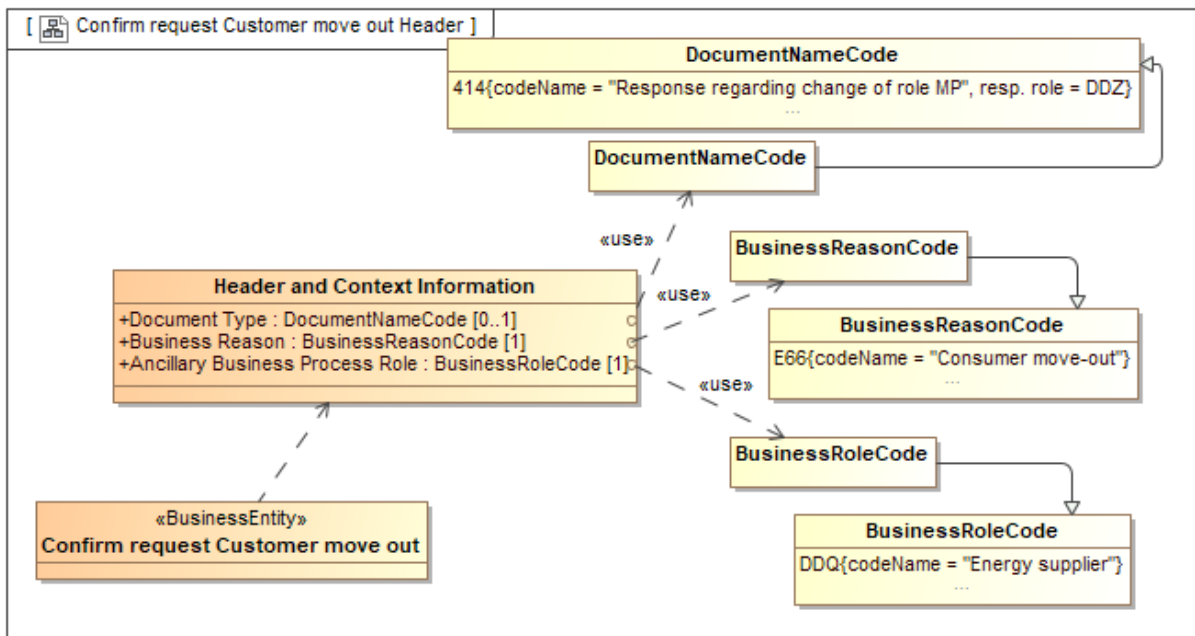 [ Confirm request Customer move out Header ]
DocumentNameCode
414{codeName = "Response regarding change of role MP", resp. role = DDZ}
...
DocumentNameCode
«use»
BusinessReasonCode
«use»
Header and Context Information
+Document Type : DocumentNameCode [0..1]
+Business Reason : BusinessReasonCode [1]
+Ancillary Business Process Role : BusinessRoleCode [1]
BusinessReasonCode
E66{codeName = "Consumer move-out"}
...
«use»
BusinessRoleCode
«BusinessEntity»
Confirm request Customer move out
BusinessRoleCode
DDQ{codeName = "Energy supplier"}
...